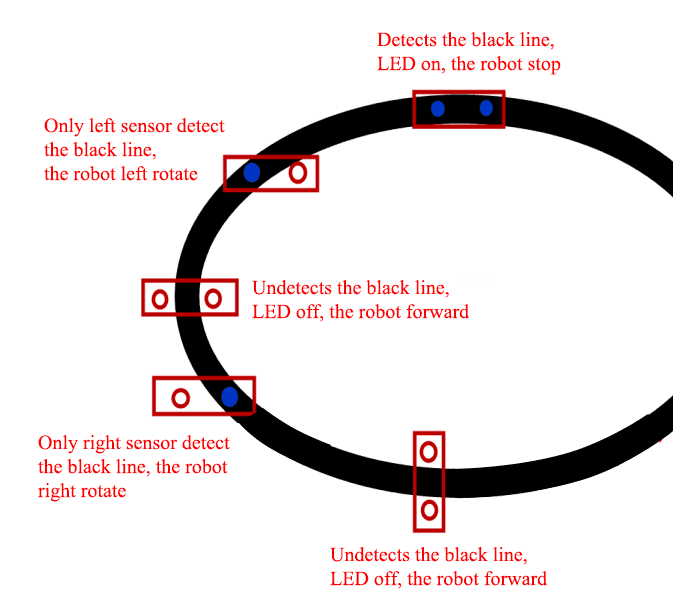 Detects the black line,
LED on, the robot stop
Only left sensor detect
the black line,
the robot left rotate
Undetects the black line,
LED off, the robot forward
Only right sensor detect
the black line, the robot
right rotate
Undetects the black line,
LED off, the robot forward